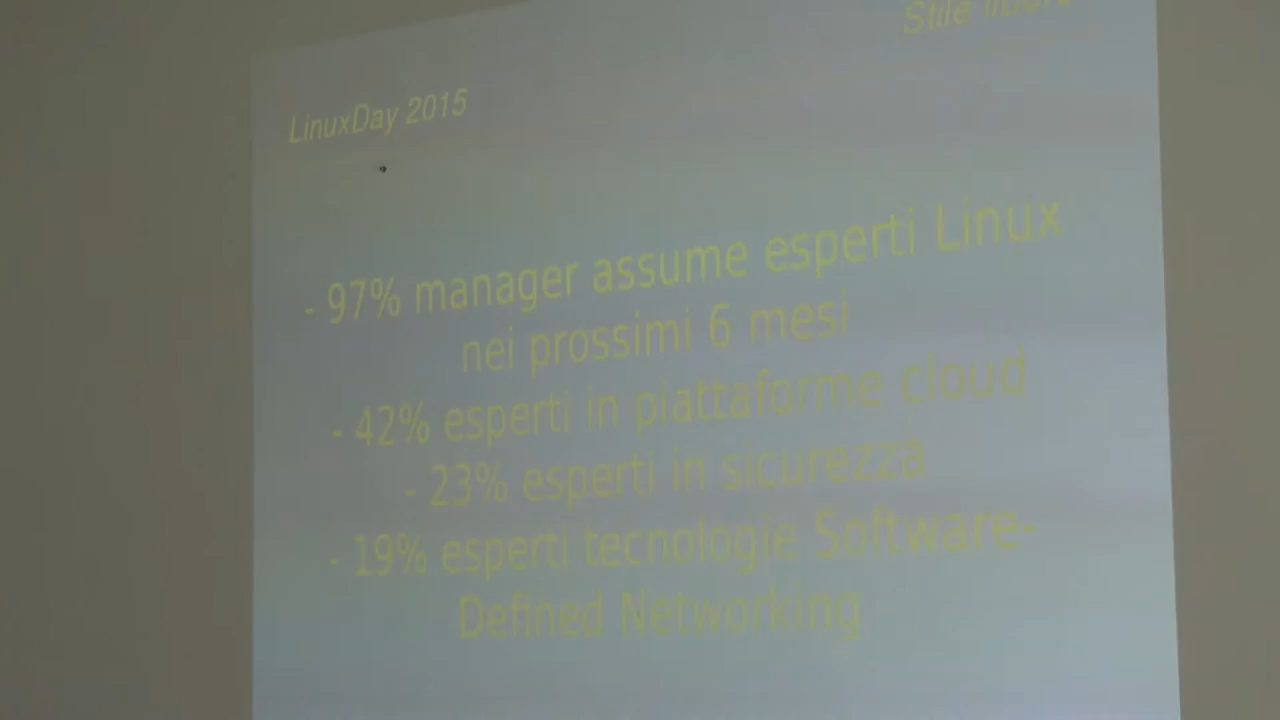 Stile libero
LinuxDay 2015
- 97% manager assume esperti Linux
nei prossimi 6 mesi
- 42% esperti in piattaforme cloud
- 23% esperti in sicurezza
- 19% esperti tecnologie Software-
Defined Networking